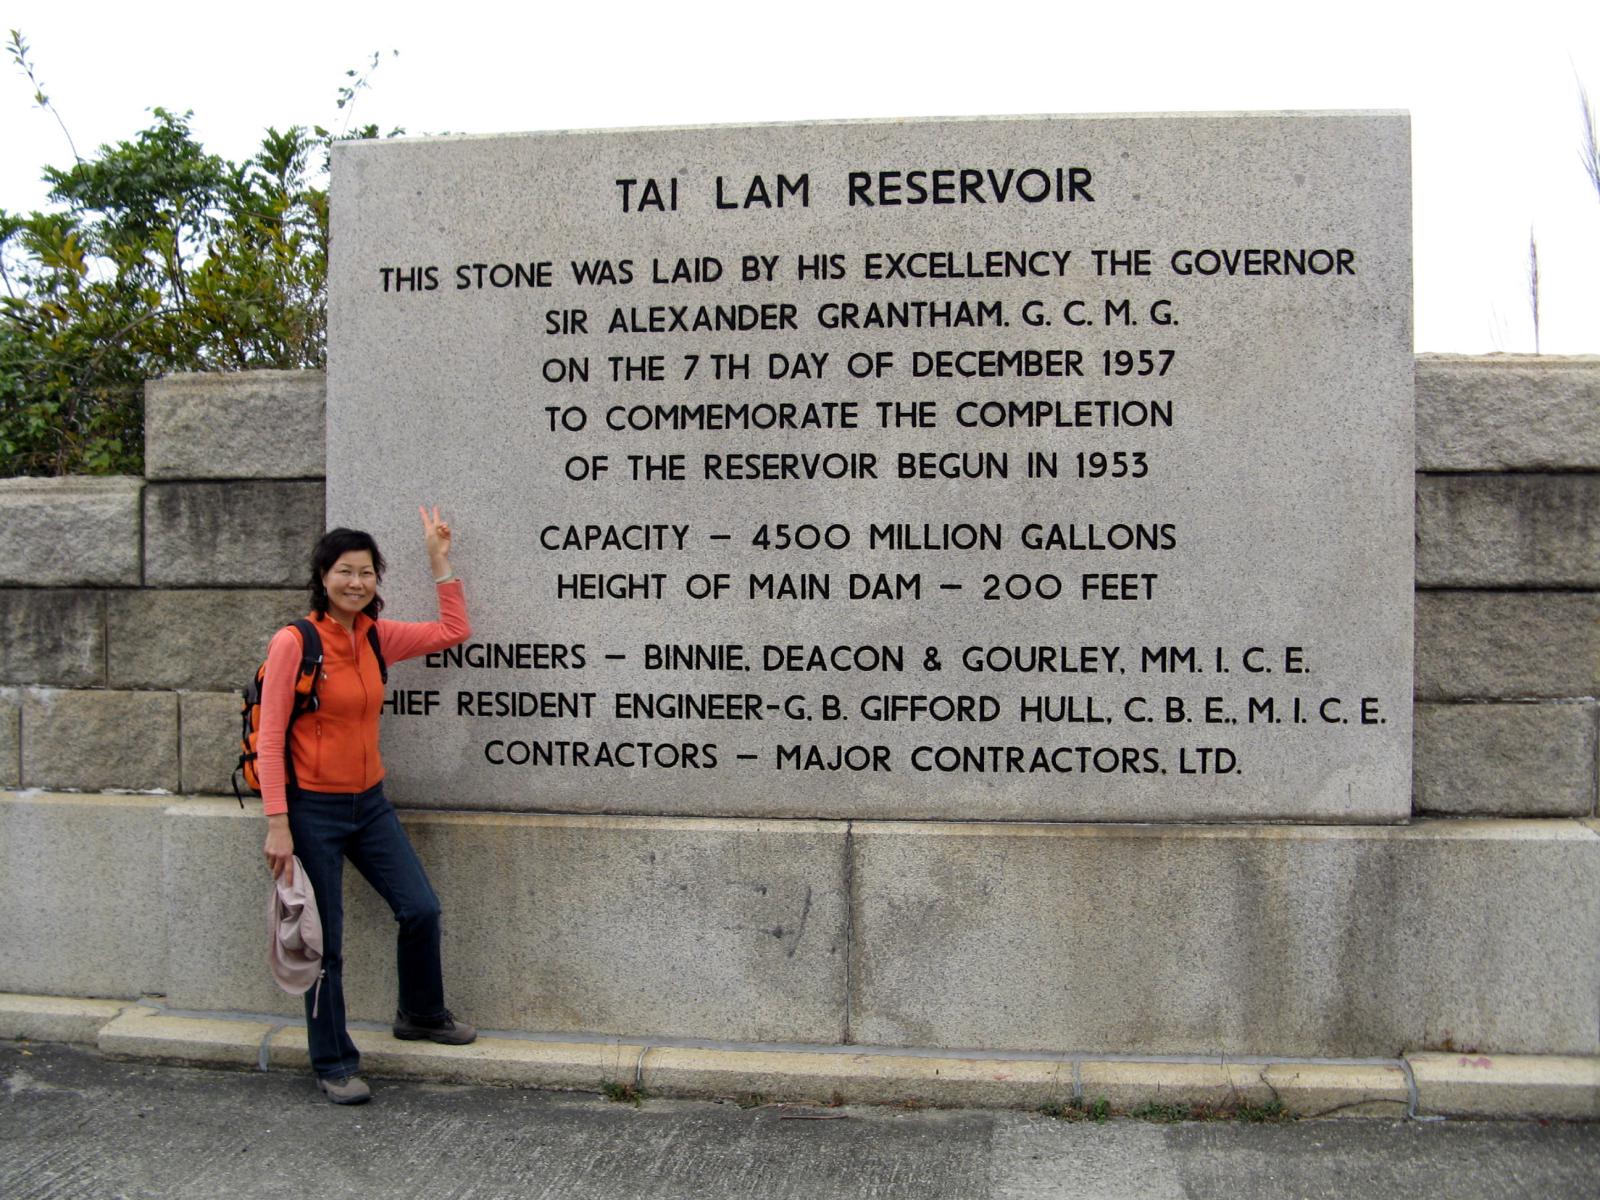 TAI LAM RESERVOIR
THIS STONE WAS LAID BY HIS EXCELLENCY THE GOVERNOR
SIR ALEXANDER GRANTHAM. G. C. M. G.
ON THE 7 TH DAY OF DECEMBER 1957
TO COMMEMORATE THE COMPLETION
OF THE RESERVOIR BEGUN IN 1953
CAPACITY – 4500 MILLION GALLONS
HEIGHT OF MAIN DAM – 200 FEET
ENGINEERS – BINNIE, DEACON & GOURLEY, MM. I. C. E.
HIEF RESIDENT ENGINEER-G. B. GIFFORD HULL, C. B. E., M. I. C. E.
CONTRACTORS – MAJOR CONTRACTORS, LTD.